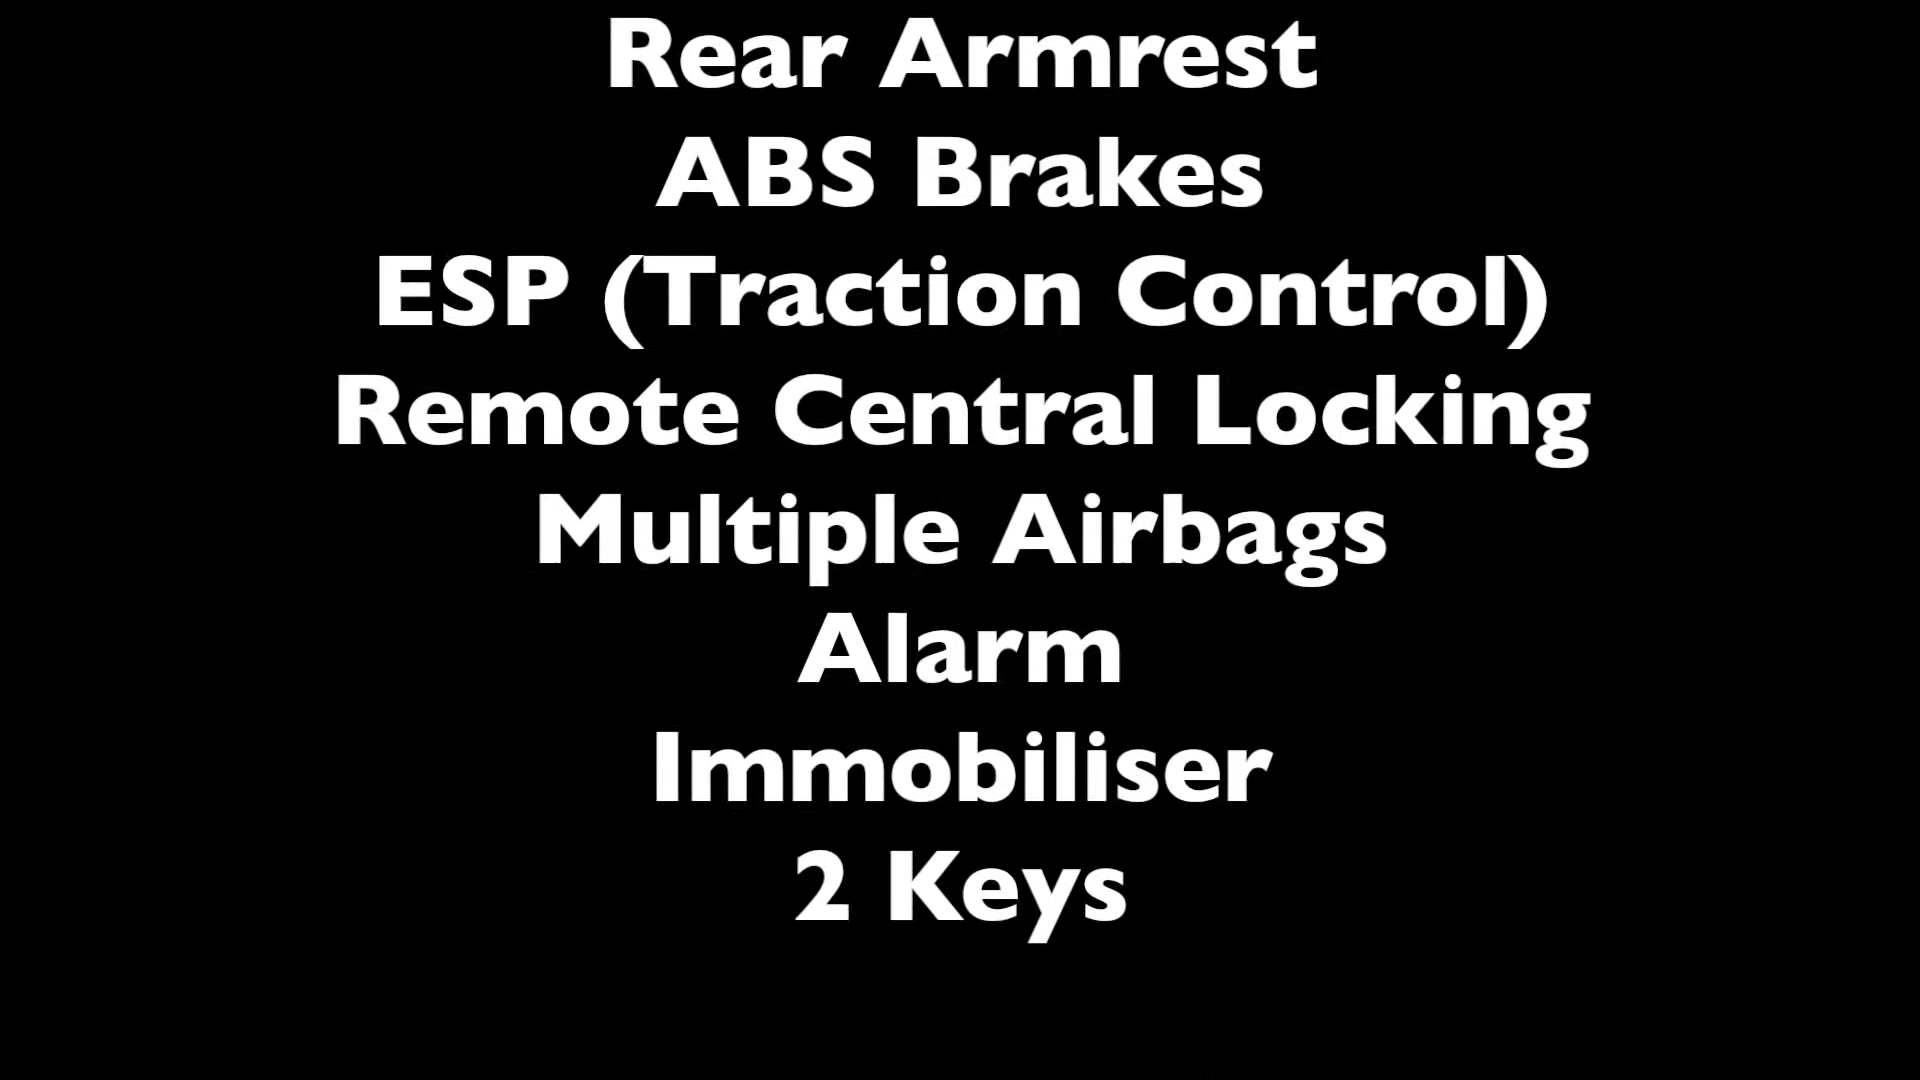 Rear Armrest
ABS Brakes
ESP (Traction Control)
Remote Central Locking
Multiple Airbags
Alarm
Immobiliser
2 Keys